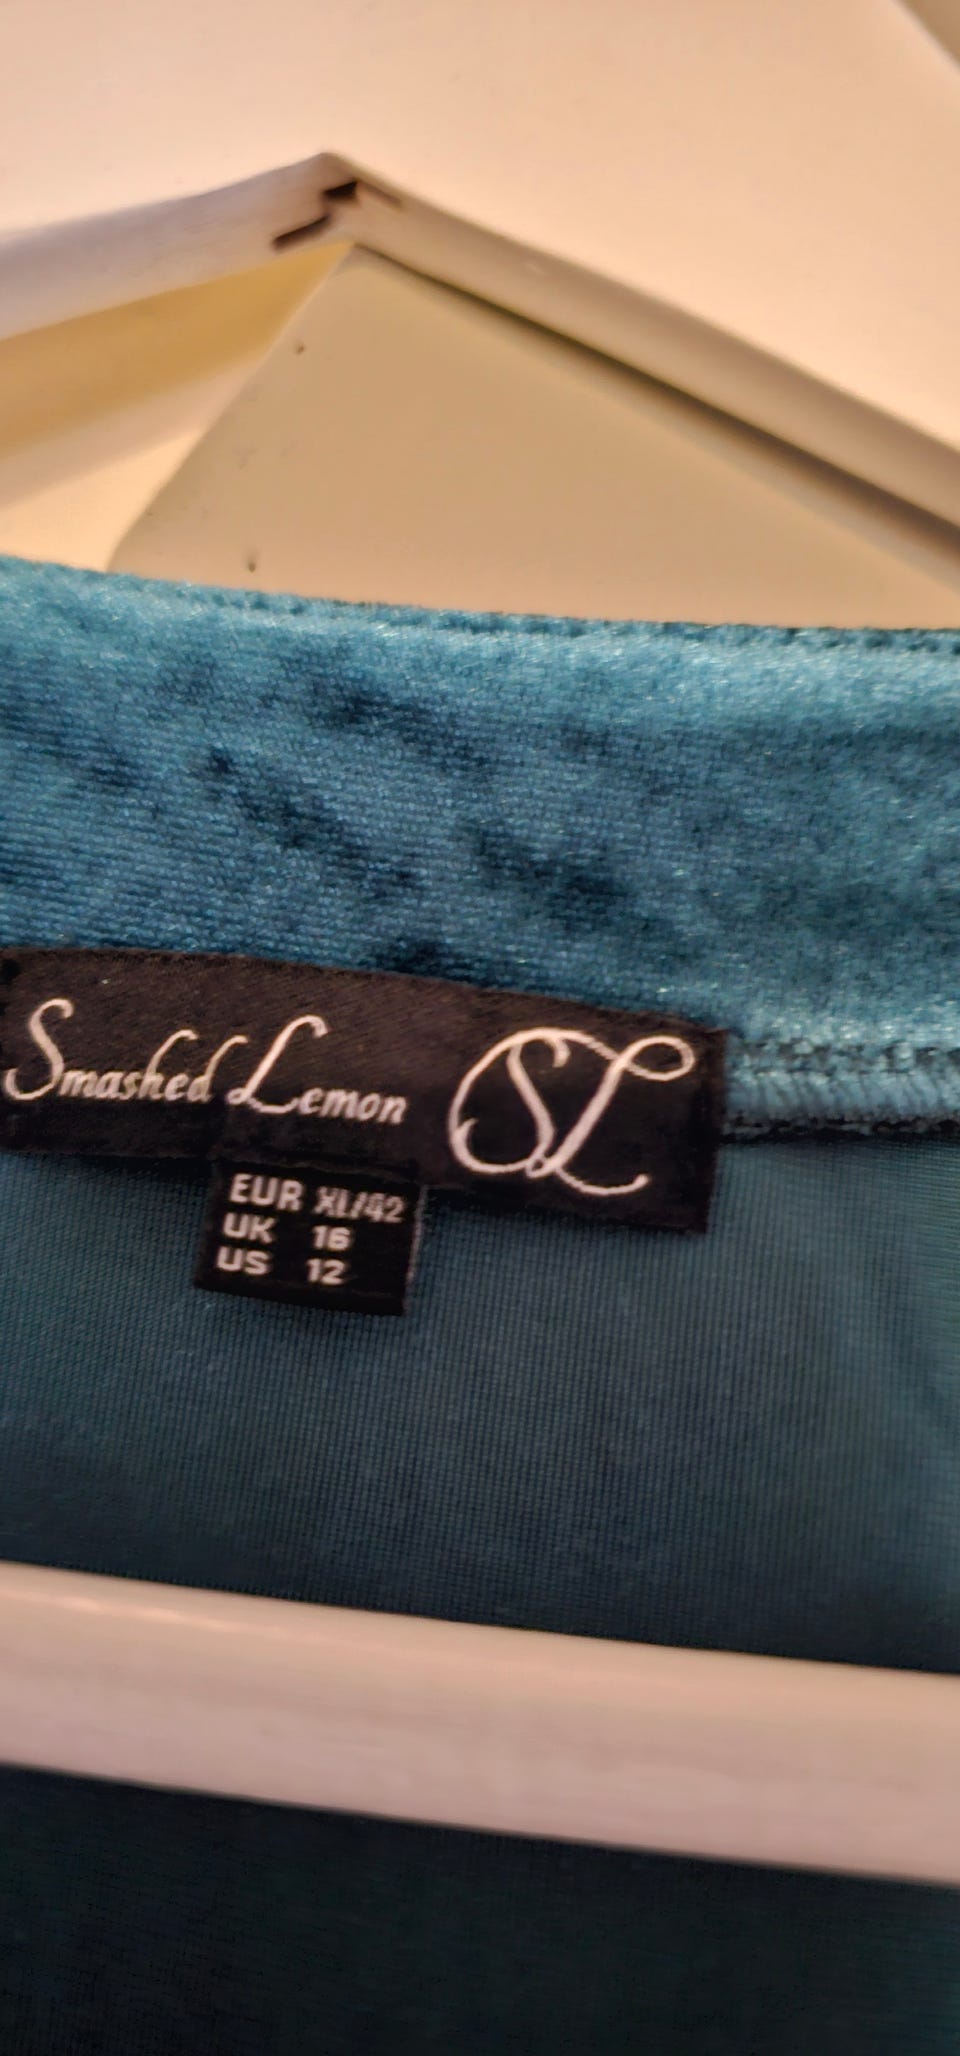 Smashed Lemon SL
EUR XL/42
UK 16
US 12